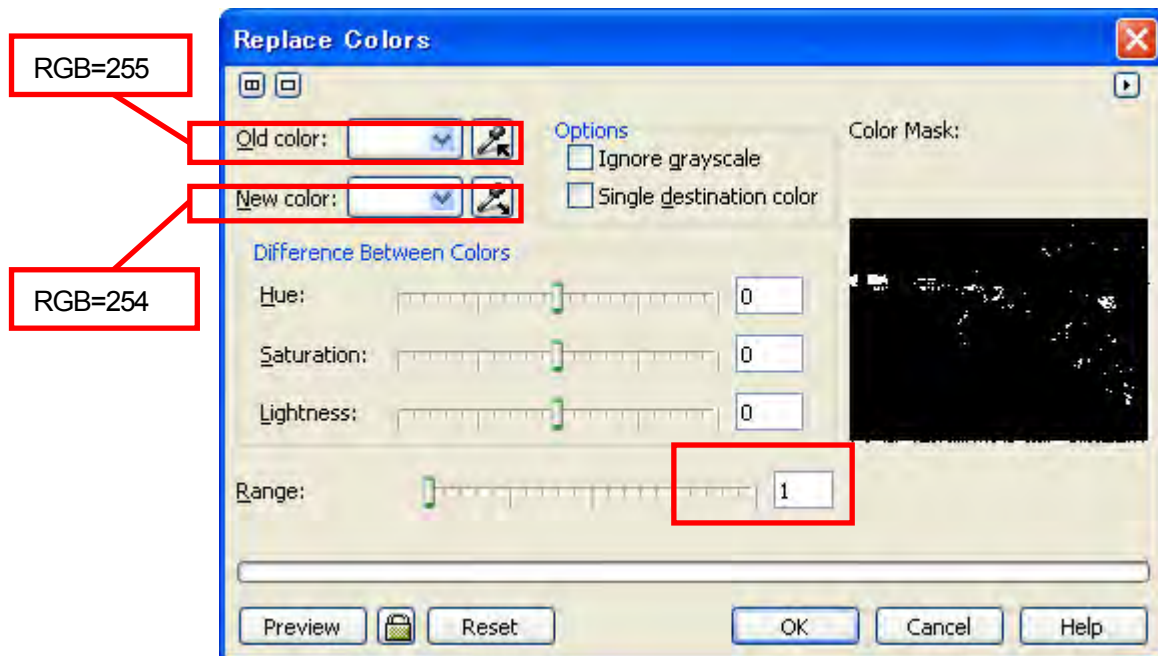 Replace Colors
RGB=255
Old color:
Options
Color Mask:
Ignore grayscale
New color:
Single destination color
Difference Between Colors
RGB=254
Hue:
0
Saturation:
0
Lightness:
0
Range:
1
Preview
Reset
OK
Cancel
Help